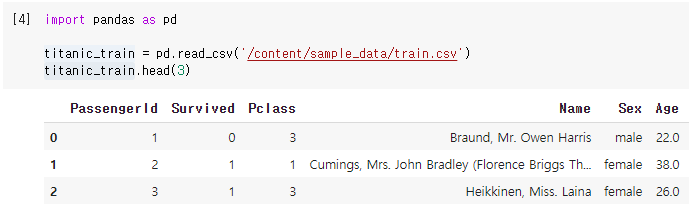 [4] import pandas as pd
titanic_train = pd.read_csv('/content/sample_data/train.csv')
titanic_train.head(3)
PassengerId Survived Pclass Name Sex Age
0 1 0 3 Braund, Mr. Owen Harris male 22.0
1 2 1 1 Cumings, Mrs. John Bradley (Florence Briggs Th... female 38.0
2 3 1 3 Heikkinen, Miss. Laina female 26.0